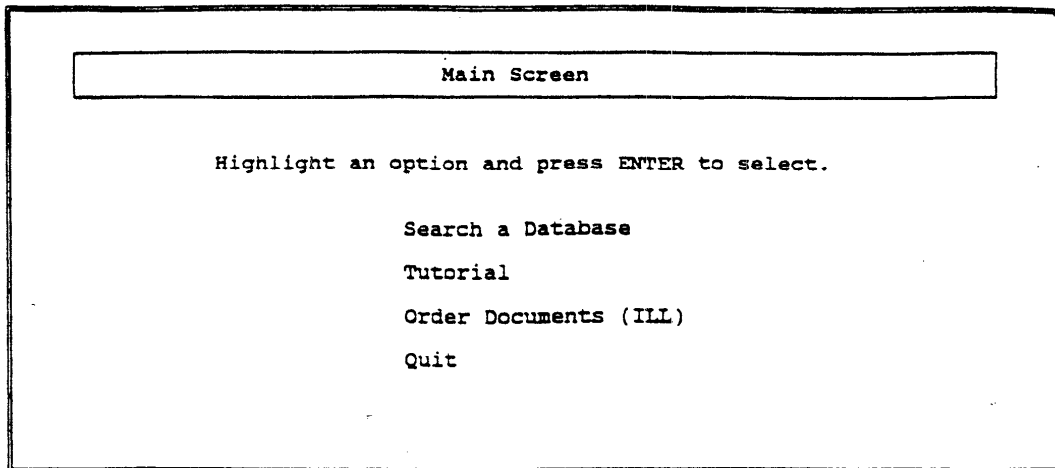 Main Screen
Highlight an option and press ENTER to select.
Search a Database
Tutorial
Order Documents (ILL)
Quit